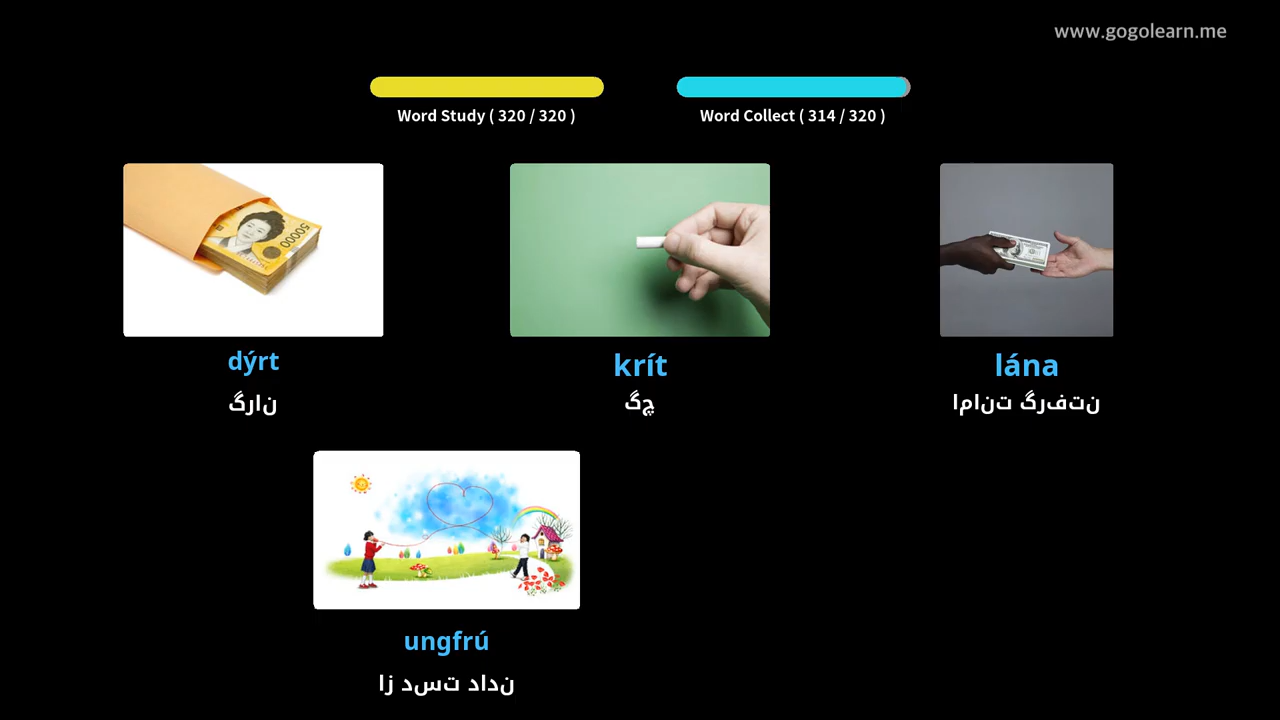 www.gogolearn.me
Word Study ( 320 / 320 )
Word Collect ( 314 / 320 )
dýrt
نارگ
krít
چگ
lána
نتفرگ تناما
ungfrú
نداد تسد زا